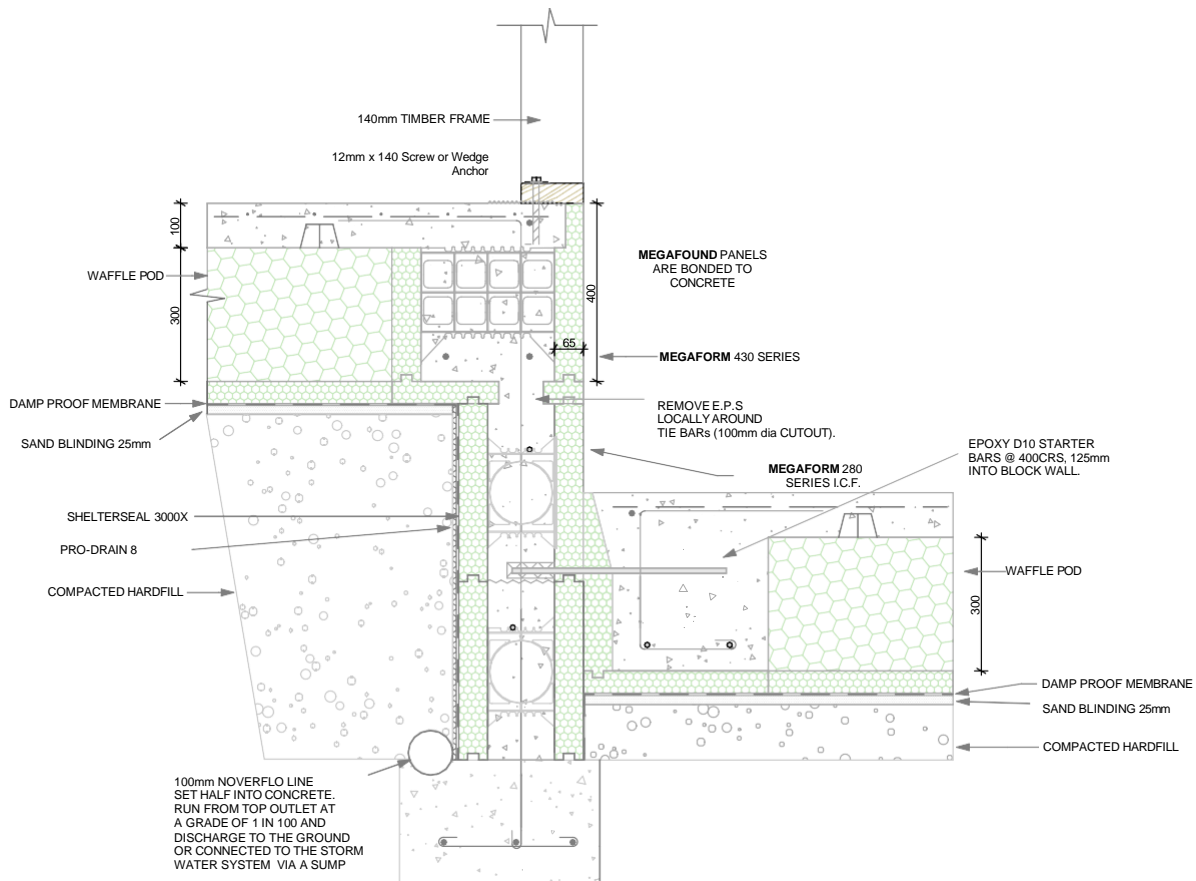 140mm TIMBER FRAME
12mm x 140 Screw or Wedge
Anchor
100
WAFFLE POD
300
MEGAFOUND PANELS
ARE BONDED TO
CONCRETE
400
65
MEGAFORM 430 SERIES
DAMP PROOF MEMBRANE
SAND BLINDING 25mm
REMOVE E.P.S
LOCALLY AROUND
TIE BARs (100mm dia CUTOUT).
EPOXY D10 STARTER
BARS @ 400CRS, 125mm
INTO BLOCK WALL.
MEGAFORM 280
SERIES I.C.F.
SHELTERSEAL 3000X
PRO-DRAIN 8
COMPACTED HARDFILL
WAFFLE POD
300
DAMP PROOF MEMBRANE
SAND BLINDING 25mm
COMPACTED HARDFILL
100mm NOVERFLO LINE
SET HALF INTO CONCRETE.
RUN FROM TOP OUTLET AT
A GRADE OF 1 IN 100 AND
DISCHARGE TO THE GROUND
OR CONNECTED TO THE STORM
WATER SYSTEM VIA A SUMP